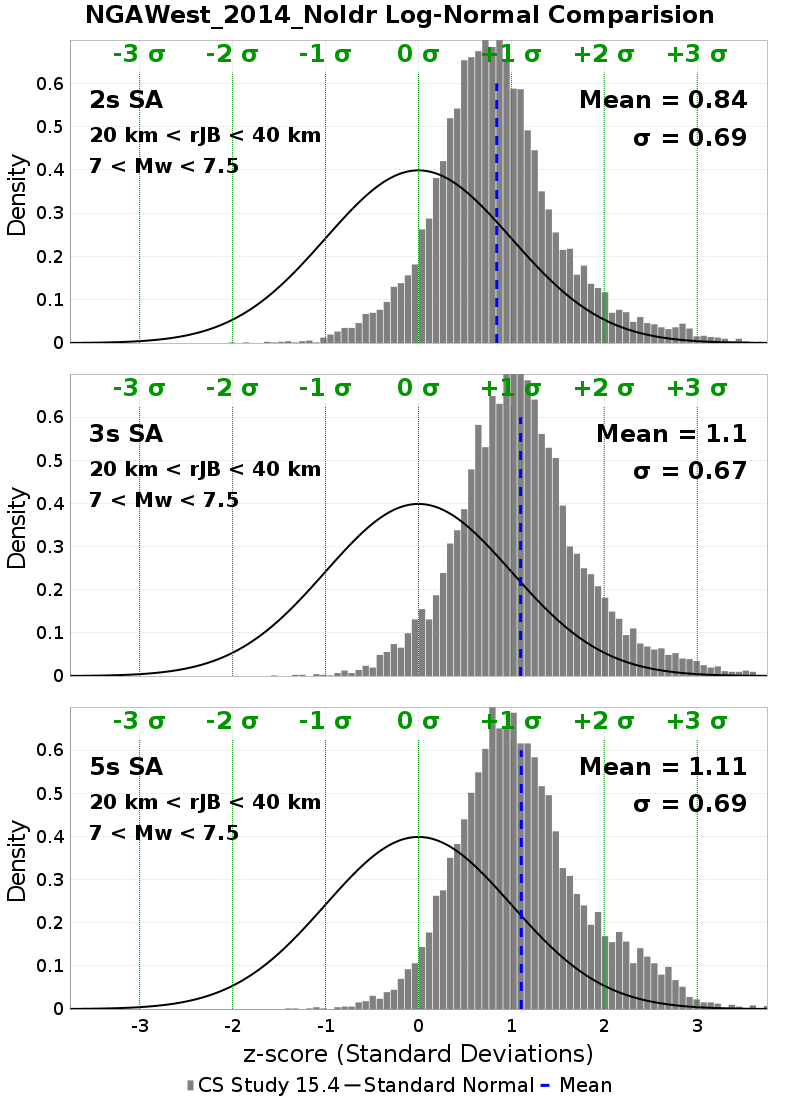 NGAWest_2014_NoIdr Log-Normal Comparision
-3 σ -2 σ -1 σ 0 σ +1 σ +2 σ +3 σ
2s SA
Mean = 0.84
20 km < rJB < 40 km
σ = 0.69
7 < Mw < 7.5
Density
0.6
0.5
0.4
0.3
0.2
0.1
0
-3 σ -2 σ -1 σ 0 σ +1 σ +2 σ +3 σ
3s SA
Mean = 1.1
20 km < rJB < 40 km
σ = 0.67
7 < Mw < 7.5
Density
0.6
0.5
0.4
0.3
0.2
0.1
0
-3 σ -2 σ -1 σ 0 σ +1 σ +2 σ +3 σ
5s SA
Mean = 1.11
20 km < rJB < 40 km
σ = 0.69
7 < Mw < 7.5
Density
0.6
0.5
0.4
0.3
0.2
0.1
0
-3 -2 -1 0 1 2 3
z-score (Standard Deviations)
CS Study 15.4 Standard Normal Mean